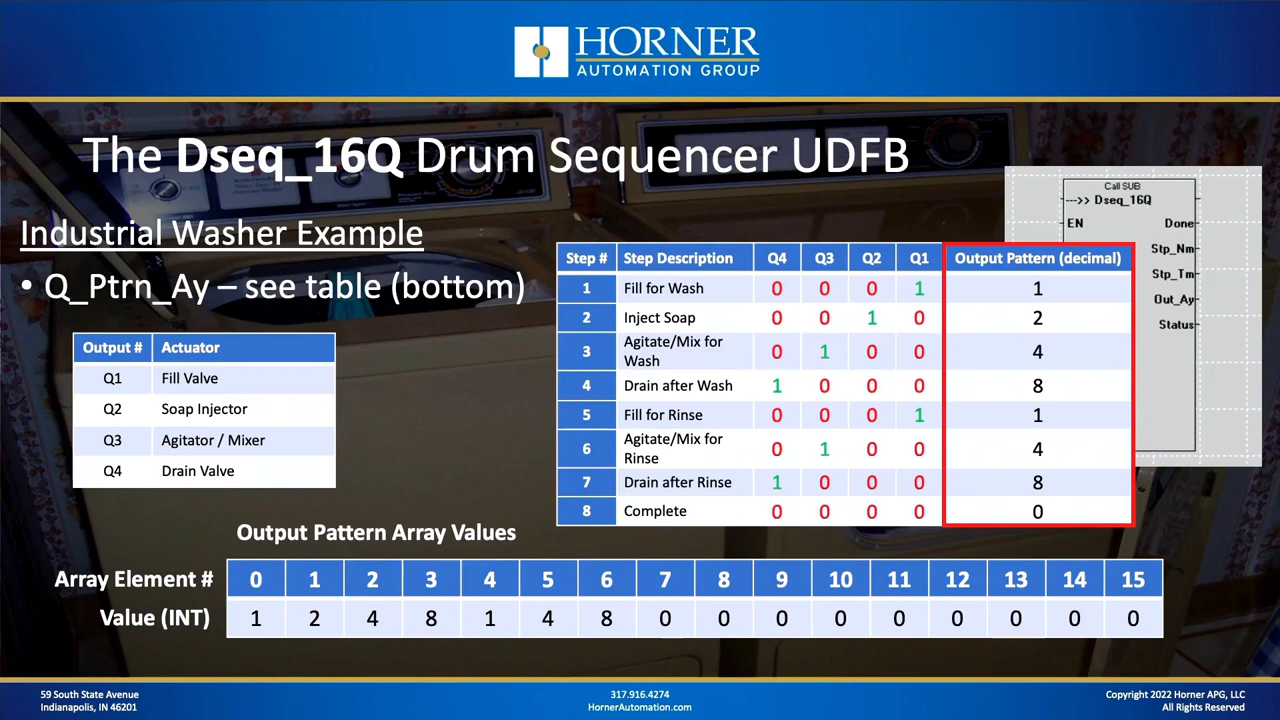 HORNER
AUTOMATION GROUP
The Dseq_16Q Drum Sequencer UDFB
Industrial Washer Example
• Q_Ptrn_Ay – see table (bottom)
Output # Actuator
Q1 Fill Valve
Q2 Soap Injector
Q3 Agitator / Mixer
Q4 Drain Valve
Call SUB
--->> Dseq_16Q
EN Done
Stp_Nm
Stp_Tm
Out_Ay
Status
Step # Step Description Q4 Q3 Q2 Q1 Output Pattern (decimal)
1 Fill for Wash 0 0 0 1 1
2 Inject Soap 0 0 1 0 2
3 Agitate/Mix for
Wash 0 1 0 0 4
4 Drain after Wash 1 0 0 0 8
5 Fill for Rinse 0 0 0 1 1
6 Agitate/Mix for
Rinse 0 1 0 0 4
7 Drain after Rinse 1 0 0 0 8
8 Complete 0 0 0 0 0
Output Pattern Array Values
Array Element # 0 1 2 3 4 5 6 7 8 9 10 11 12 13 14 15
Value (INT) 1 2 4 8 1 4 8 0 0 0 0 0 0 0 0 0
59 South State Avenue
Indianapolis, IN 46201
317.916.4274
HornerAutomation.com
Copyright 2022 Horner APG, LLC
All Rights Reserved